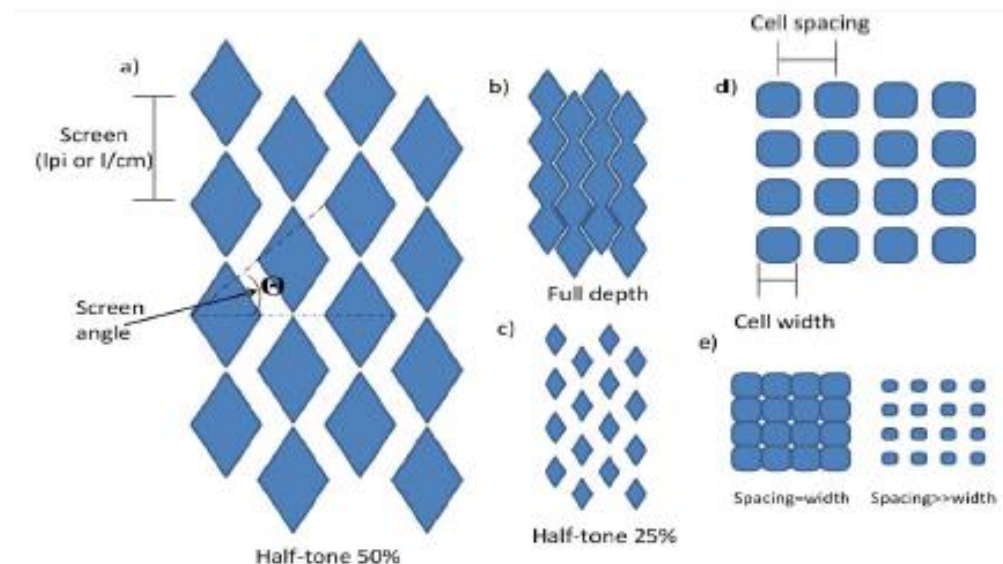 a)
Screen
(lpi or l/cm)
Θ
Screen
angle
Half-tone 50%
b)
Full depth
c)
Half-tone 25%
Cell spacing
d)
Cell width
e)
Spacing=width
Spacing>>width